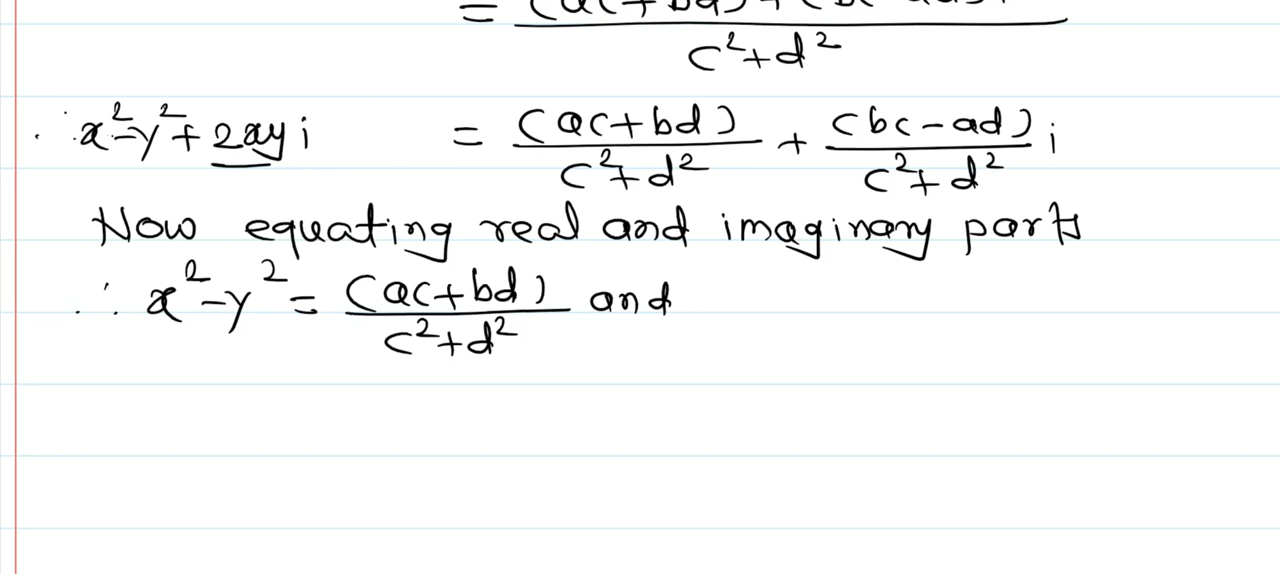 =
c²+d²
∴ x²-y²+2xyi = (ac+bd)/c²+d² + (bc-ad)/c²+d² i
Now equating real and imaginary parts
∴ x²-y² = (ac+bd)/c²+d² and